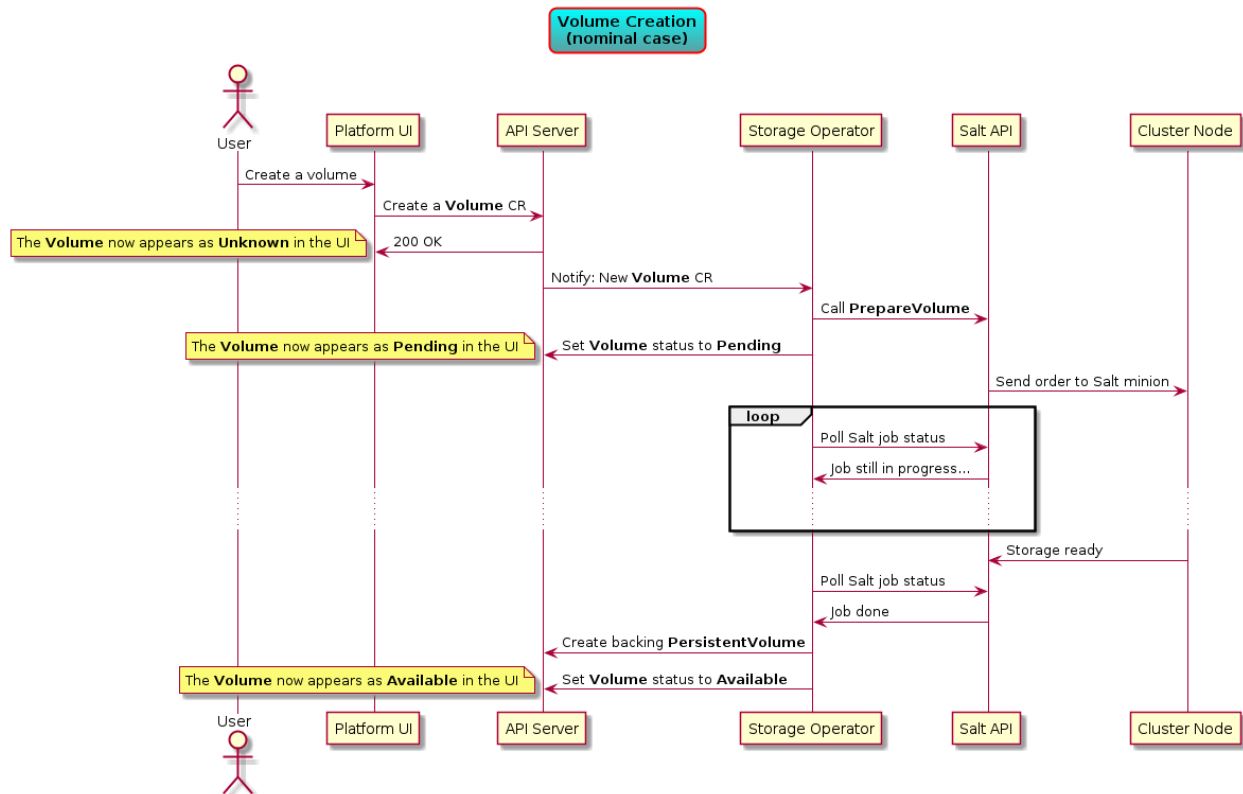 Volume Creation
(nominal case)
User
Platform UI
API Server
Storage Operator
Salt API
Cluster Node
Create a volume
Create a Volume CR
The Volume now appears as Unknown in the UI
200 OK
Notify: New Volume CR
Call PrepareVolume
The Volume now appears as Pending in the UI
Set Volume status to Pending
Send order to Salt minion
loop
Poll Salt job status
Job still in progress...
Storage ready
Poll Salt job status
Job done
Create backing PersistentVolume
The Volume now appears as Available in the UI
Set Volume status to Available
User
Platform UI
API Server
Storage Operator
Salt API
Cluster Node